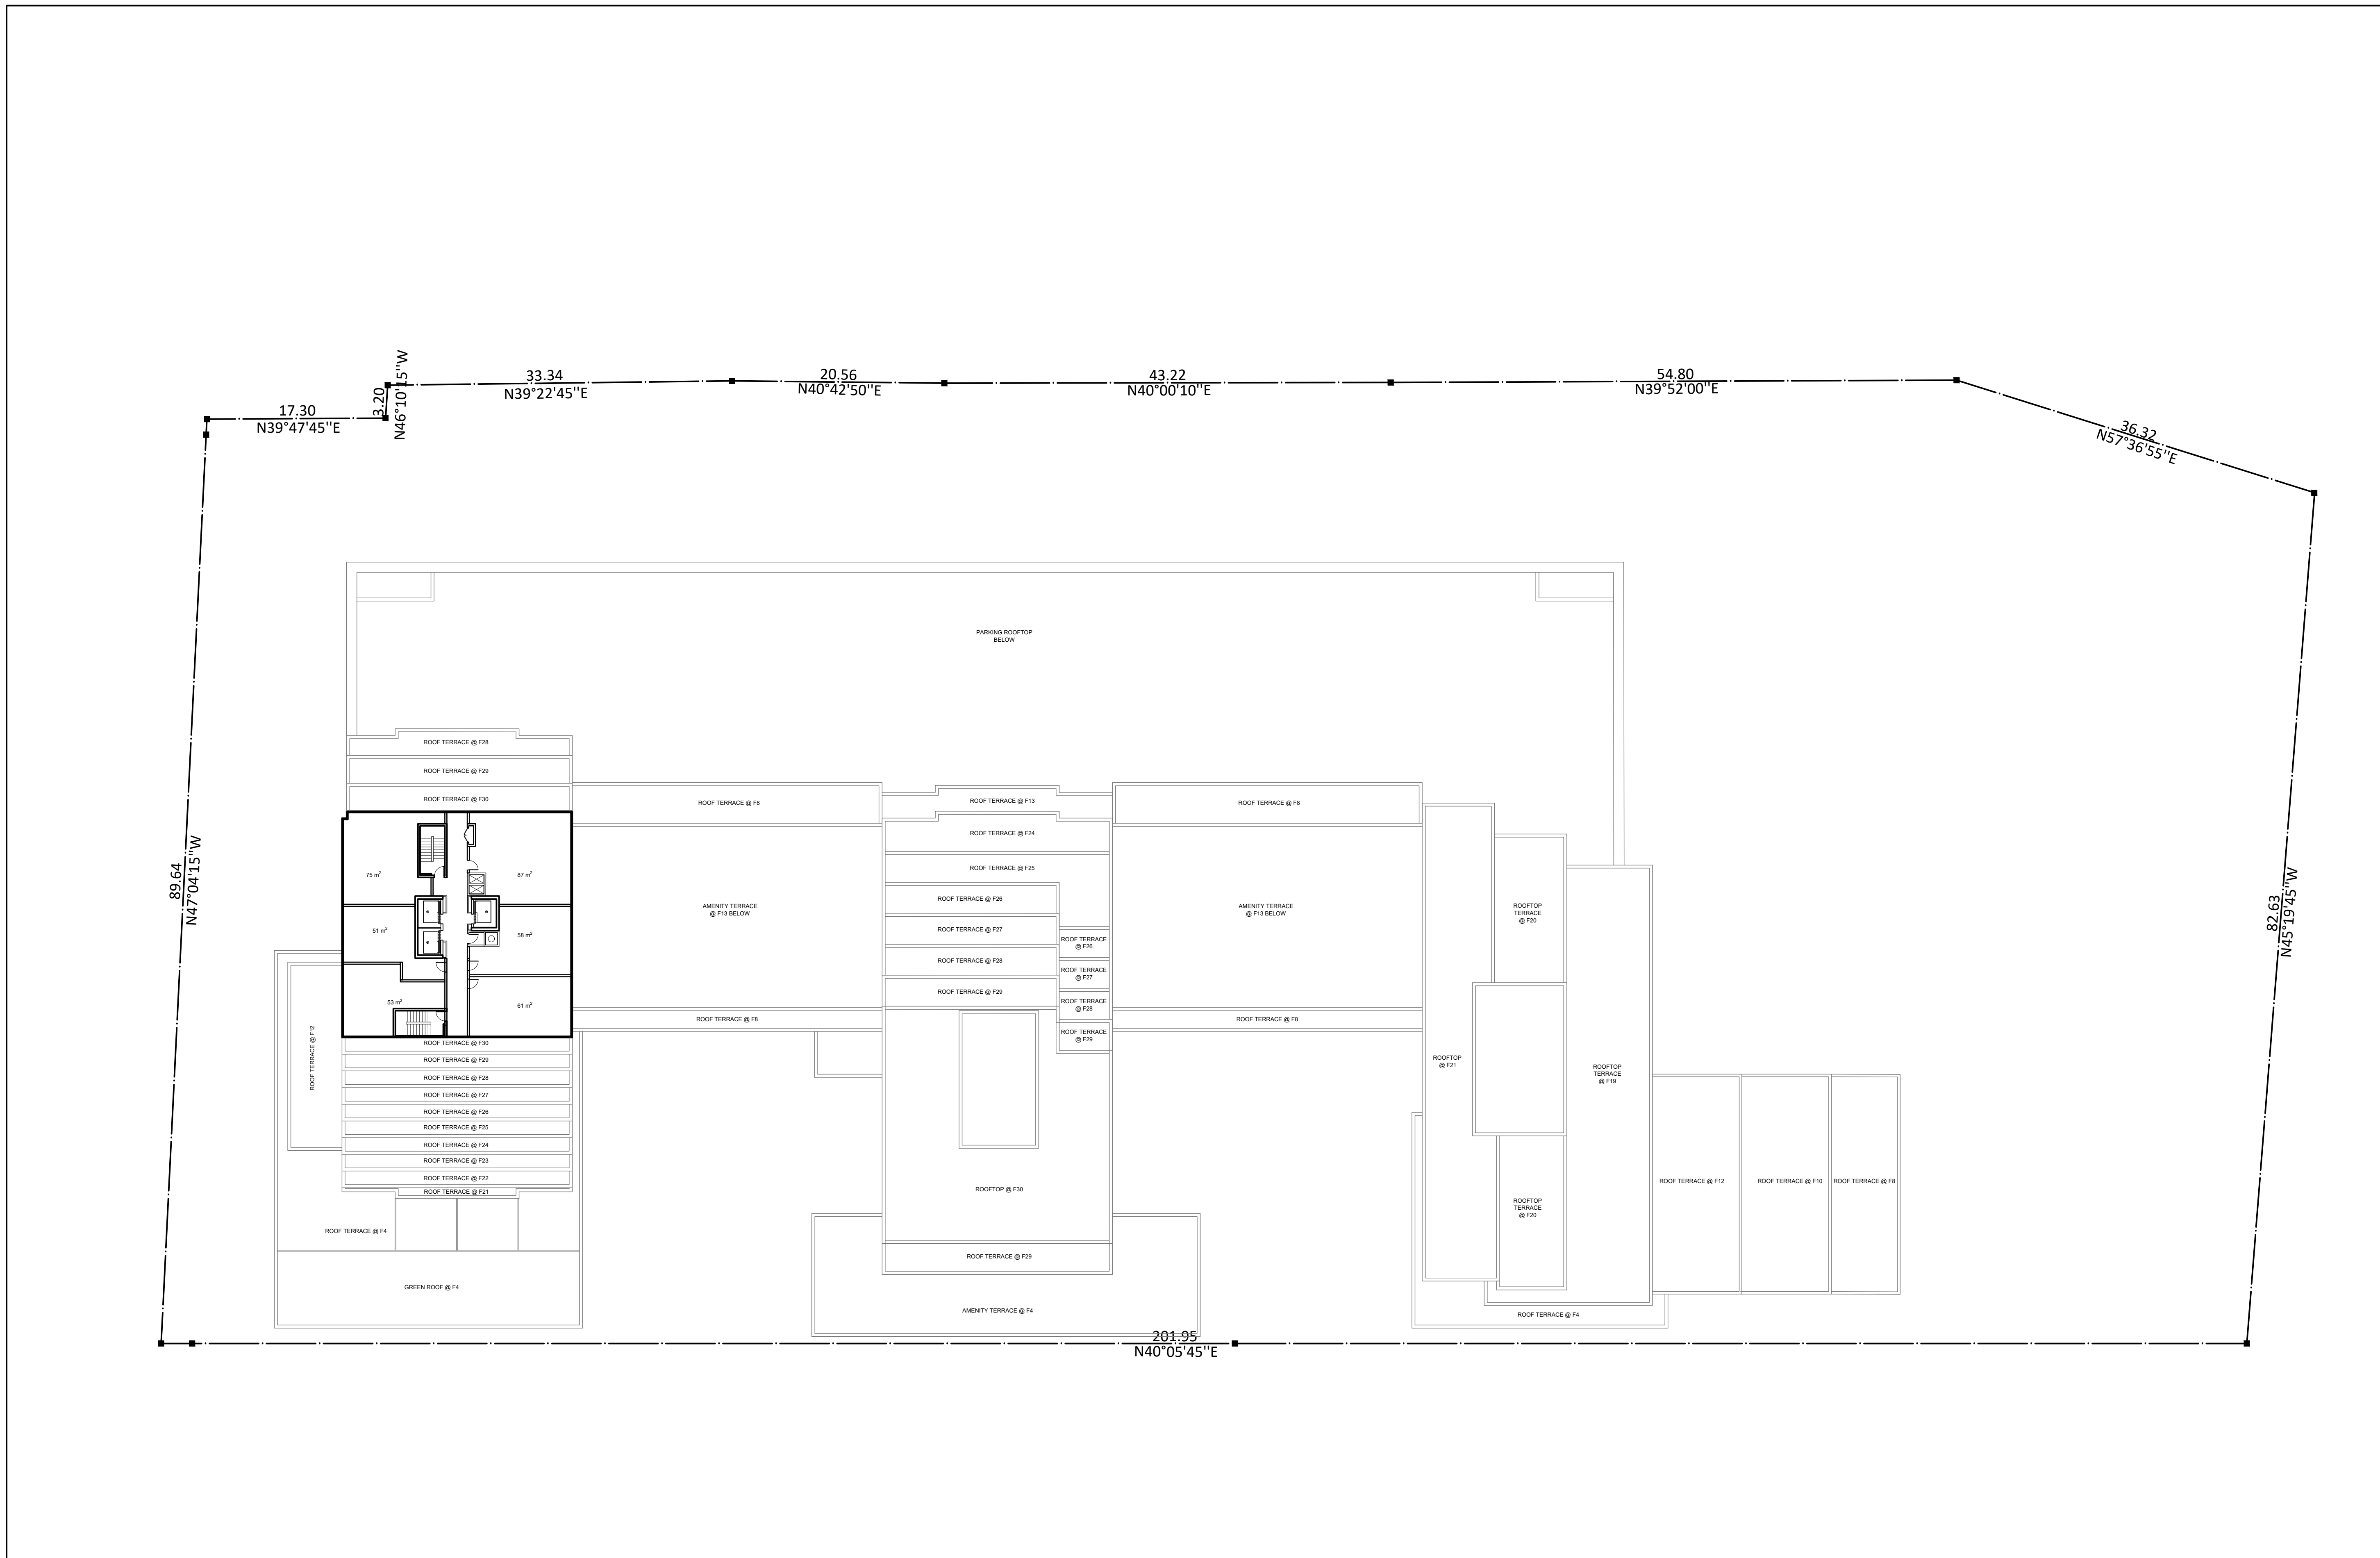 33.34
N39°22'45''E
20.56
N40°42'50''E
43.22
N40°00'10''E
54.80
N39°52'00''E
17.30
N39°47'45''E
3.20
N46°10'15''W
36.32
N57°36'55''E
PARKING ROOFTOP
BELOW
ROOF TERRACE @ F28
ROOF TERRACE @ F29
ROOF TERRACE @ F30
ROOF TERRACE @ F8
ROOF TERRACE @ F13
ROOF TERRACE @ F8
ROOF TERRACE @ F24
ROOF TERRACE @ F25
ROOF TERRACE @ F26
ROOF TERRACE @ F27
ROOF TERRACE @ F28
ROOF TERRACE @ F29
ROOF TERRACE
@ F26
ROOF TERRACE
@ F27
ROOF TERRACE
@ F28
ROOF TERRACE
@ F29
89.64
N47°04'15''W
75 m2
87 m2
51 m2
58 m2
53 m2
61 m2
AMENITY TERRACE
@ F13 BELOW
AMENITY TERRACE
@ F13 BELOW
ROOFTOP
TERRACE
@ F20
82.63
N45°19'45''W
ROOF TERRACE @ F8
ROOF TERRACE @ F8
ROOF TERRACE @ F12
ROOF TERRACE @ F30
ROOF TERRACE @ F29
ROOF TERRACE @ F28
ROOF TERRACE @ F27
ROOF TERRACE @ F26
ROOF TERRACE @ F25
ROOF TERRACE @ F24
ROOF TERRACE @ F23
ROOF TERRACE @ F22
ROOF TERRACE @ F21
ROOFTOP
@ F21
ROOFTOP
TERRACE
@ F19
ROOF TERRACE @ F12
ROOF TERRACE @ F10
ROOF TERRACE @ F8
ROOFTOP @ F30
ROOFTOP
TERRACE
@ F20
ROOF TERRACE @ F4
ROOF TERRACE @ F29
GREEN ROOF @ F4
AMENITY TERRACE @ F4
ROOF TERRACE @ F4
201.95
N40°05'45''E